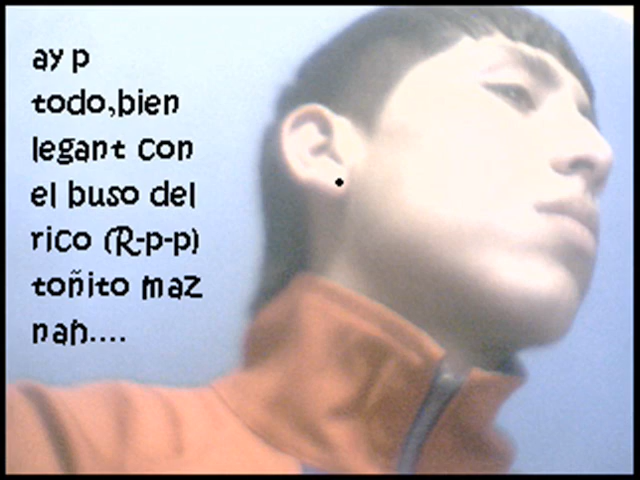 ay p
todo,bien
legant con
el buso del
rico (R-p-p)
toñito maz
nah....